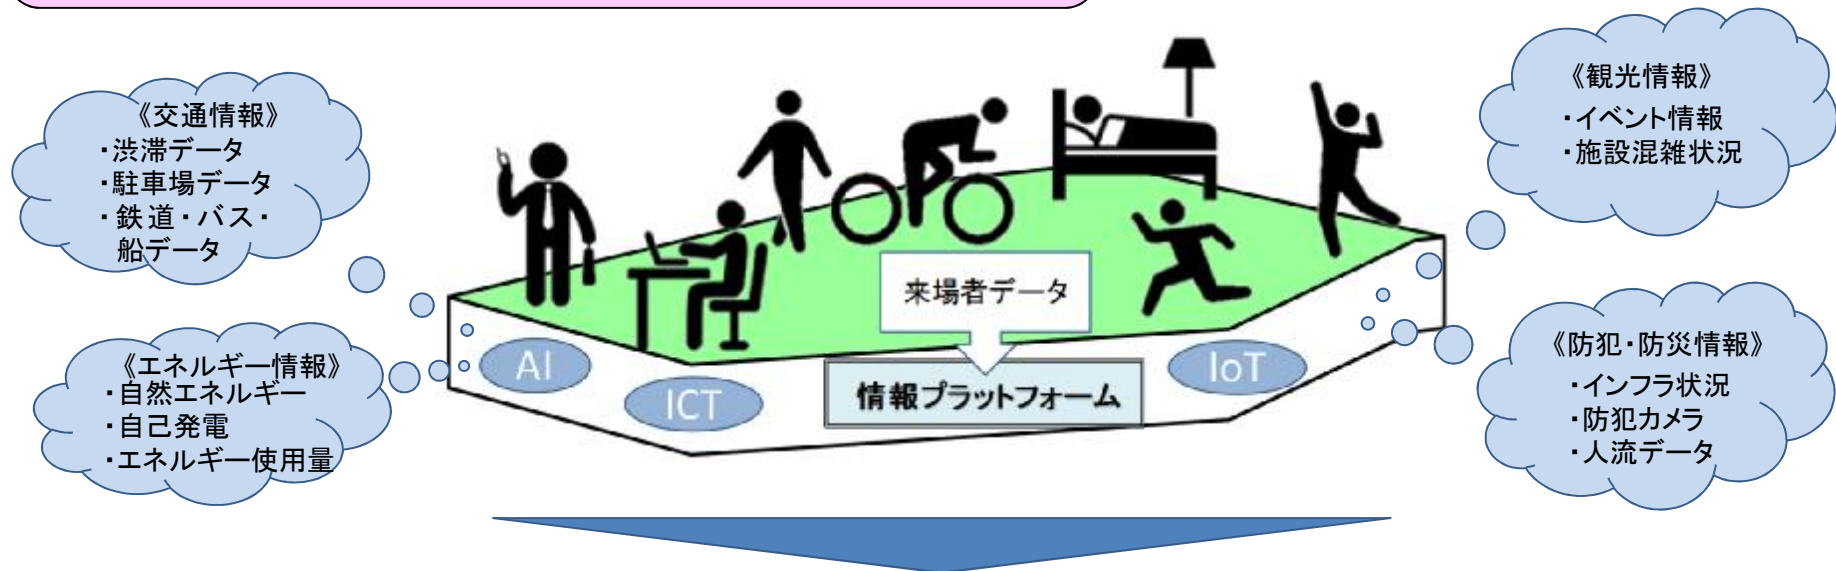 《交通情報》
・渋滞データ
・駐車場データ
・鉄道・バス・
船データ
《エネルギー情報》
・自然エネルギー
・自己発電
・エネルギー使用量
来場者データ
AI
ICT
情報プラットフォーム
IoT
《観光情報》
・イベント情報
・施設混雑状況
《防犯・防災情報》
・インフラ状況
・防犯カメラ
・人流データ